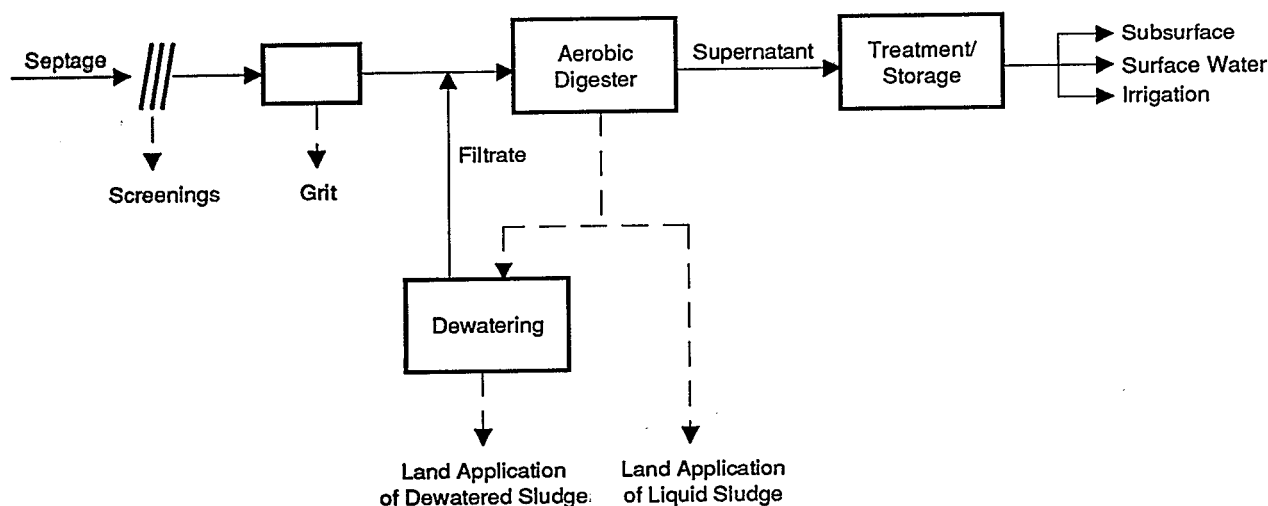 Septage
Screenings
Grit
Filtrate
Aerobic
Digester
Supernatant
Treatment/
Storage
Subsurface
Surface Water
Irrigation
Dewatering
Land Application
of Dewatered Sludge
Land Application
of Liquid Sludge